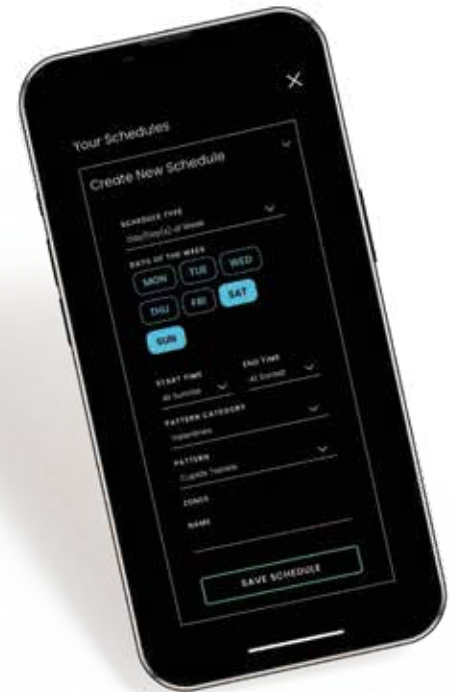 Your Schedules
Create New Schedule
SCHEDULE TYPE
Day/Day(s) of Week
DAYS OF THE WEEK
MON TUE WED
THU FRI SAT
SUN
START TIME END TIME
At Sunrise At Sunset
PATTERN CATEGORY
Valentines
PATTERN
Cupids Twinkle
ZONES
NAME
SAVE SCHEDULE